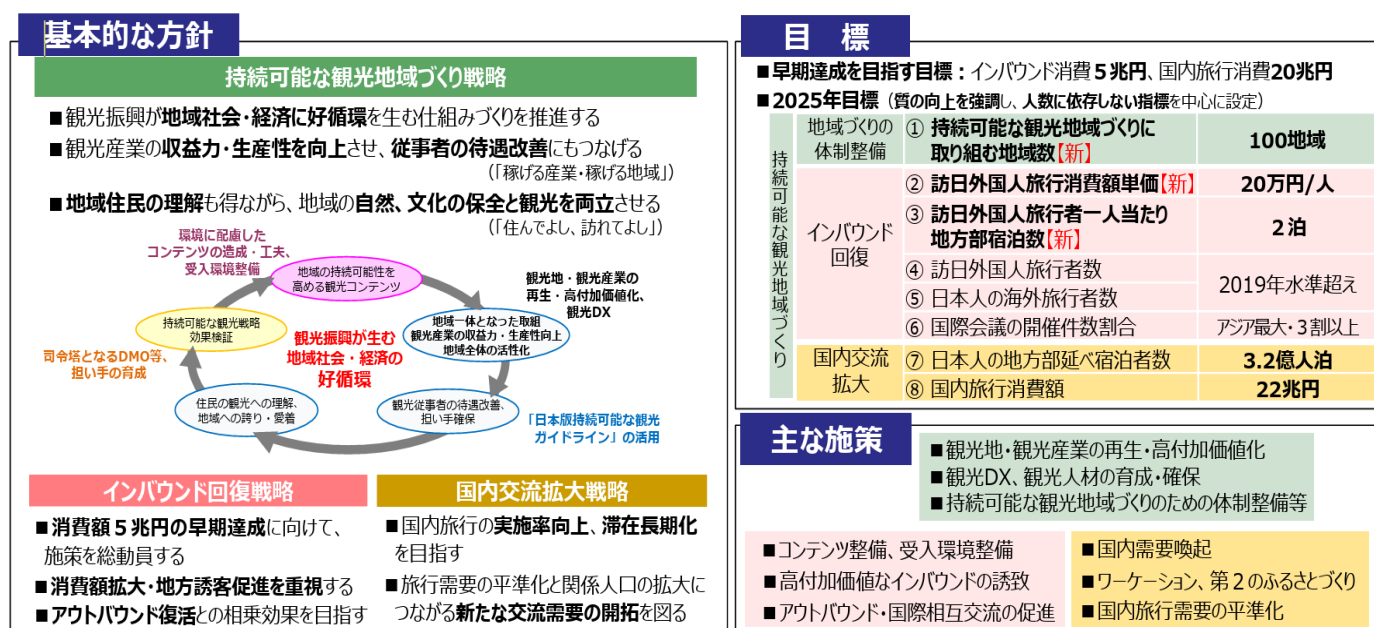 基本的な方針
持続可能な観光地域づくり戦略
■観光振興が地域社会・経済に好循環を生む仕組みづくりを推進する
■観光産業の収益力・生産性を向上させ、従事者の待遇改善にもつなげる
(「稼げる産業・稼げる地域」)
■地域住民の理解も得ながら、地域の自然、文化の保全と観光を両立させる
(「住んでよし、訪れてよし」)
環境に配慮した
コンテンツの造成・工夫、
受入環境整備
地域の持続可能性を
高める観光コンテンツ
観光地・観光産業の
再生・高付加価値化、
観光DX
地域一体となった取組
観光産業の収益力・生産性向上
地域全体の活性化
持続可能な観光戦略
効果検証
観光振興が生む
地域社会・経済の
好循環
司令塔となるDMO等、
担い手の育成
住民の観光への理解、
地域への誇り・愛着
観光従事者の待遇改善、
担い手確保
「日本版持続可能な観光
ガイドライン」の活用
インバウンド回復戦略
■消費額5兆円の早期達成に向けて、
施策を総動員する
■消費額拡大・地方誘客促進を重視する
■アウトバウンド復活との相乗効果を目指す
国内交流拡大戦略
■国内旅行の実施率向上、滞在長期化
を目指す
■旅行需要の平準化と関係人口の拡大に
つながる新たな交流需要の開拓を図る
目 標
■早期達成を目指す目標：インバウンド消費5兆円、国内旅行消費20兆円
■2025年目標（質の向上を強調し、人数に依存しない指標を中心に設定）
持続可能な観光地域づくり
地域づくりの
体制整備
① 持続可能な観光地域づくりに
取り組む地域数【新】
100地域
インバウンド
回復
② 訪日外国人旅行消費額単価【新】
20万円/人
③ 訪日外国人旅行者一人当たり
地方部宿泊数【新】
2泊
④ 訪日外国人旅行者数
⑤ 日本人の海外旅行者数
2019年水準超え
⑥ 国際会議の開催件数割合
アジア最大・3割以上
国内交流
拡大
⑦ 日本人の地方部延べ宿泊者数
3.2億人泊
⑧ 国内旅行消費額
22兆円
主な施策
■観光地・観光産業の再生・高付加価値化
■観光DX、観光人材の育成・確保
■持続可能な観光地域づくりのための体制整備等
■コンテンツ整備、受入環境整備
■高付加価値なインバウンドの誘致
■アウトバウンド・国際相互交流の促進
■国内需要喚起
■ワーケーション、第2のふるさとづくり
■国内旅行需要の平準化